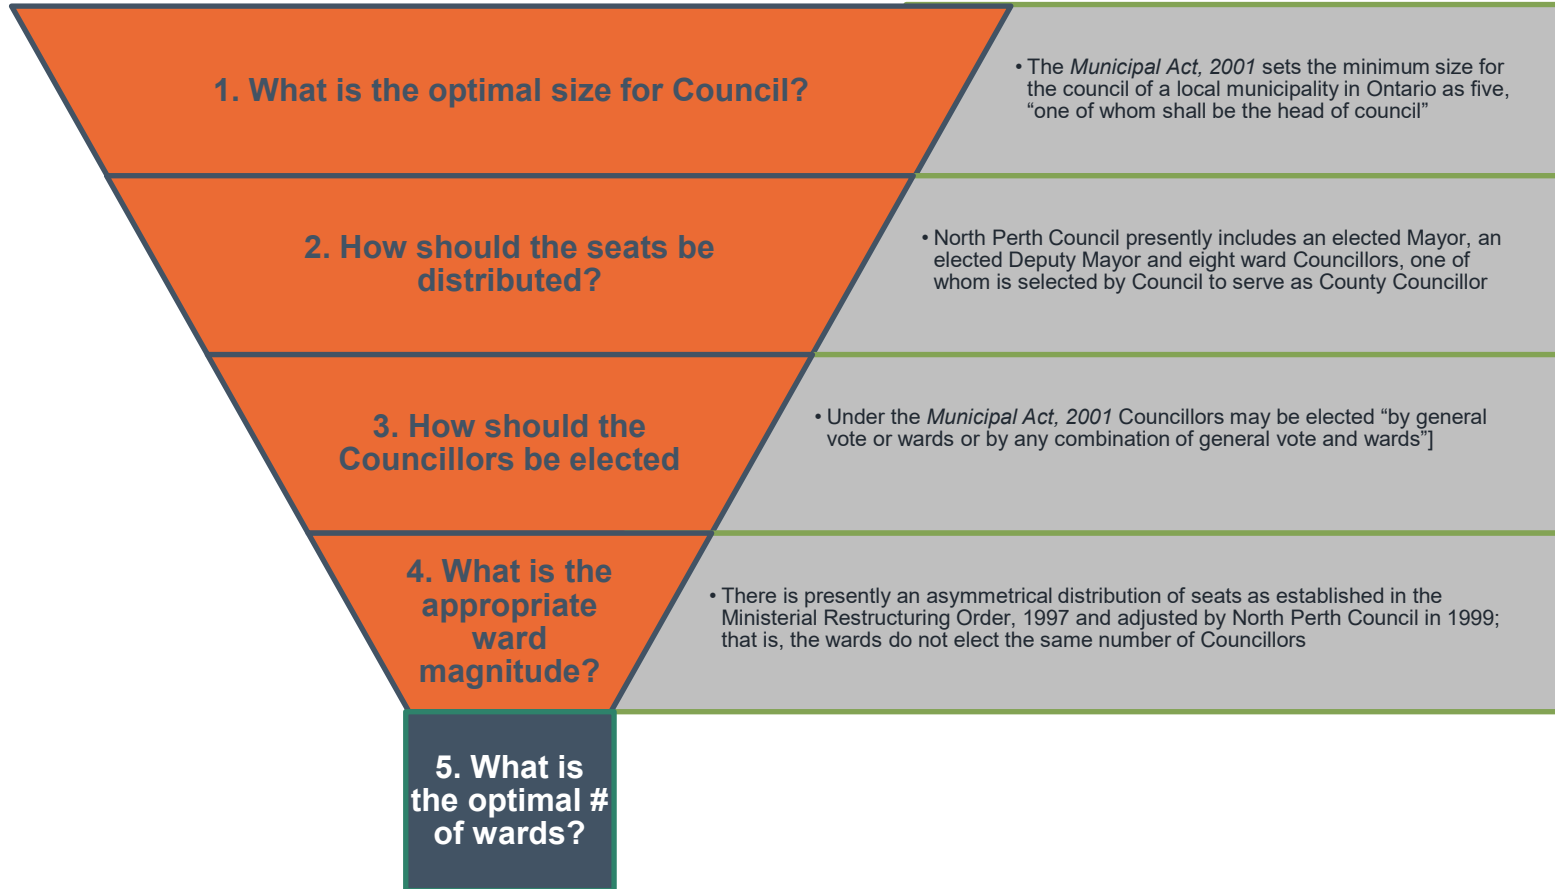 1. What is the optimal size for Council?
• The Municipal Act, 2001 sets the minimum size for
the council of a local municipality in Ontario as five,
“one of whom shall be the head of council”
2. How should the seats be
distributed?
• North Perth Council presently includes an elected Mayor, an
elected Deputy Mayor and eight ward Councillors, one of
whom is selected by Council to serve as County Councillor
3. How should the
Councillors be elected
• Under the Municipal Act, 2001 Councillors may be elected “by general
vote or wards or by any combination of general vote and wards”]
4. What is the
appropriate
ward
magnitude?
• There is presently an asymmetrical distribution of seats as established in the
Ministerial Restructuring Order, 1997 and adjusted by North Perth Council in 1999;
that is, the wards do not elect the same number of Councillors
5. What is
the optimal #
of wards?